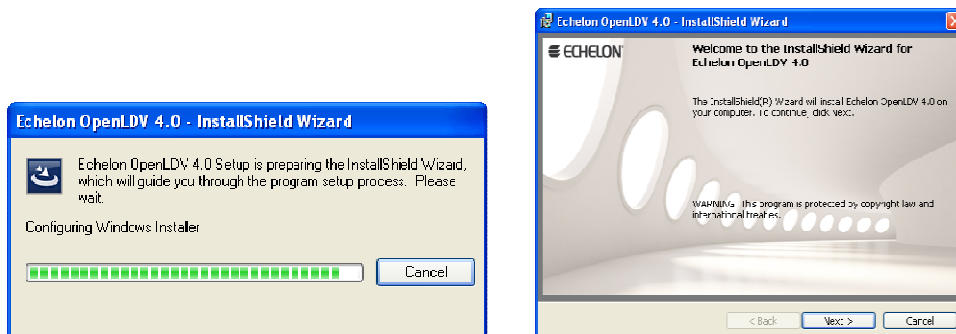 Echelon OpenLDV 4.0 - InstallShield Wizard
Echelon OpenLDV 4.0 Setup is preparing the InstallShield Wizard,
which will guide you through the program setup process. Please
wait.
Configuring Windows Installer
Cancel
Echelon OpenLDV 4.0 - InstallShield Wizard
ECHELON
Welcome to the InstallShield Wizard for
Echelon OpenLDV 4.0
The InstallShield(R) Wizard will install Echelon OpenLDV 4.0 on
your computer. To continue, click Next.
WARNING: This program is protected by copyright law and
international treaties.
< Back
Next >
Cancel